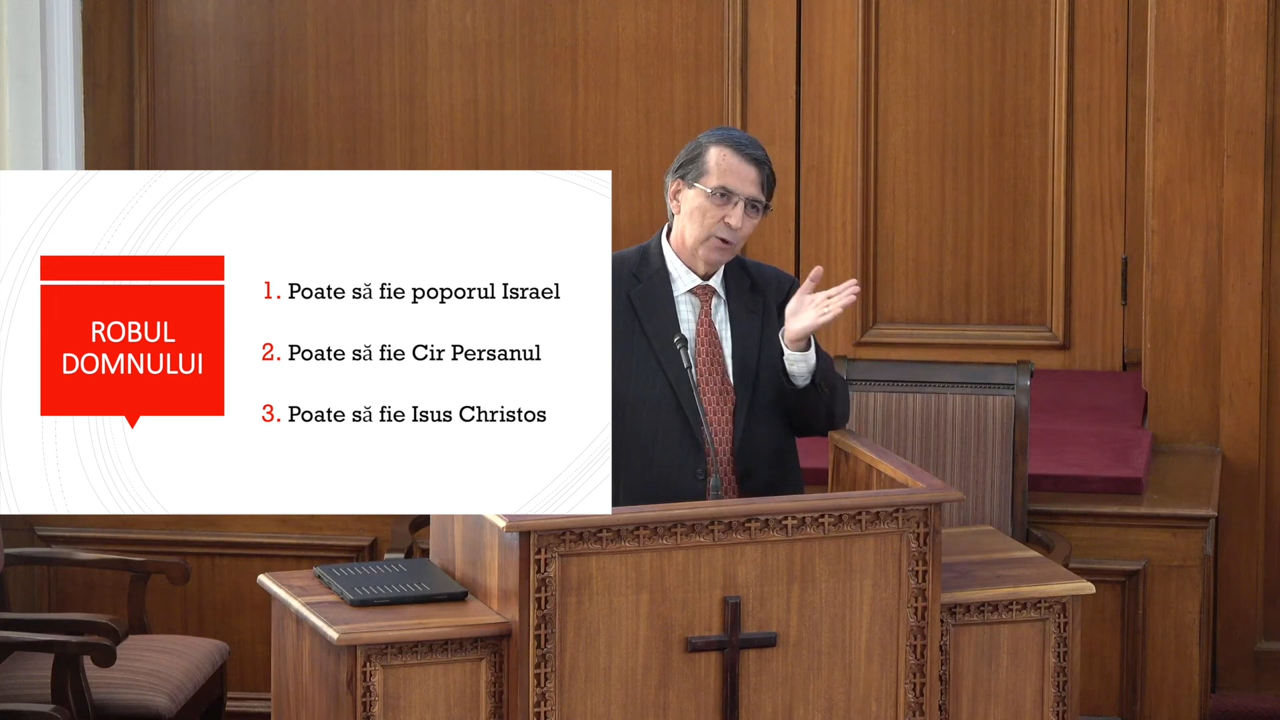 ROBUL
DOMNULUI
1. Poate să fie poporul Israel
2. Poate să fie Cir Persanul
3. Poate să fie Isus Christos